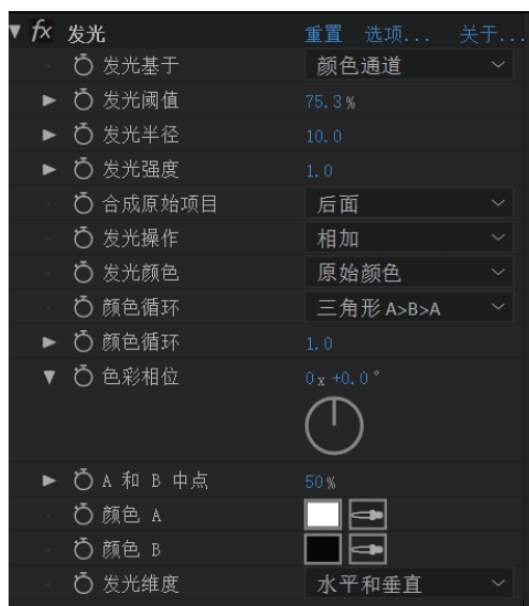 fx 发光 重置 选项... 关于...
发光基于 颜色通道
发光阈值 75.3%
发光半径 10.0
发光强度 1.0
合成原始项目 后面
发光操作 相加
发光颜色 原始颜色
颜色循环 三角形 A>B>A
颜色循环 1.0
色彩相位 0x+0.0°
A 和 B 中点 50%
颜色 A
颜色 B
发光维度 水平和垂直